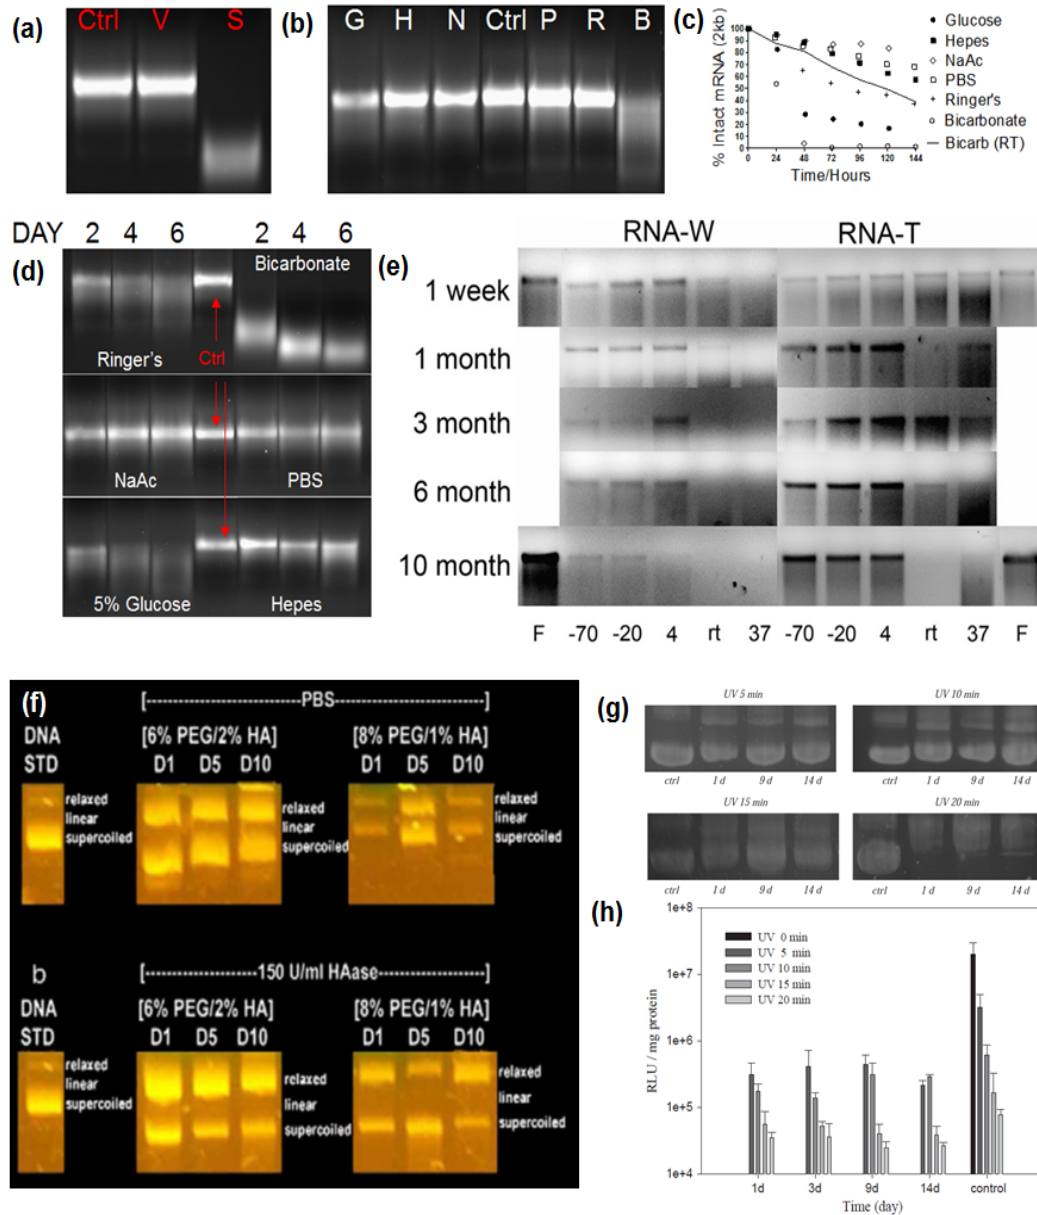 (a)
Ctrl V S
(b)
G H N Ctrl P R B
(c)
% Intact mRNA (2kb)
100
90
80
70
60
50
40
30
20
10
0
0 24 48 72 96 120 144
Time/Hours
Glucose
Hepes
NaAc
PBS
Ringer's
Bicarbonate
Bicarb (RT)
DAY 2 4 6 2 4 6
(d)
Bicarbonate
Ringer's
Ctrl
NaAc
PBS
5% Glucose
Hepes
(e)
RNA-W RNA-T
1 week
1 month
3 month
6 month
10 month
F -70 -20 4 rt 37 -70 -20 4 rt 37 F
(f)
[---------------------------PBS---------------------------]
DNA [6% PEG/2% HA] [8% PEG/1% HA]
STD D1 D5 D10 D1 D5 D10
relaxed
linear
supercoiled
relaxed
linear
supercoiled
relaxed
linear
supercoiled
b
[-------------------150 U/ml HAase-------------------]
DNA [6% PEG/2% HA] [8% PEG/1% HA]
STD D1 D5 D10 D1 D5 D10
relaxed
linear
supercoiled
relaxed
linear
supercoiled
relaxed
linear
supercoiled
(g)
UV 5 min UV 10 min
ctrl 1 d 9 d 14 d ctrl 1 d 9 d 14 d
UV 15 min UV 20 min
ctrl 1 d 9 d 14 d ctrl 1 d 9 d 14 d
(h)
RLU / mg protein
1e+8
1e+7
1e+6
1e+5
1e+4
UV 0 min
UV 5 min
UV 10 min
UV 15 min
UV 20 min
1d 3d 9d 14d control
Time (day)